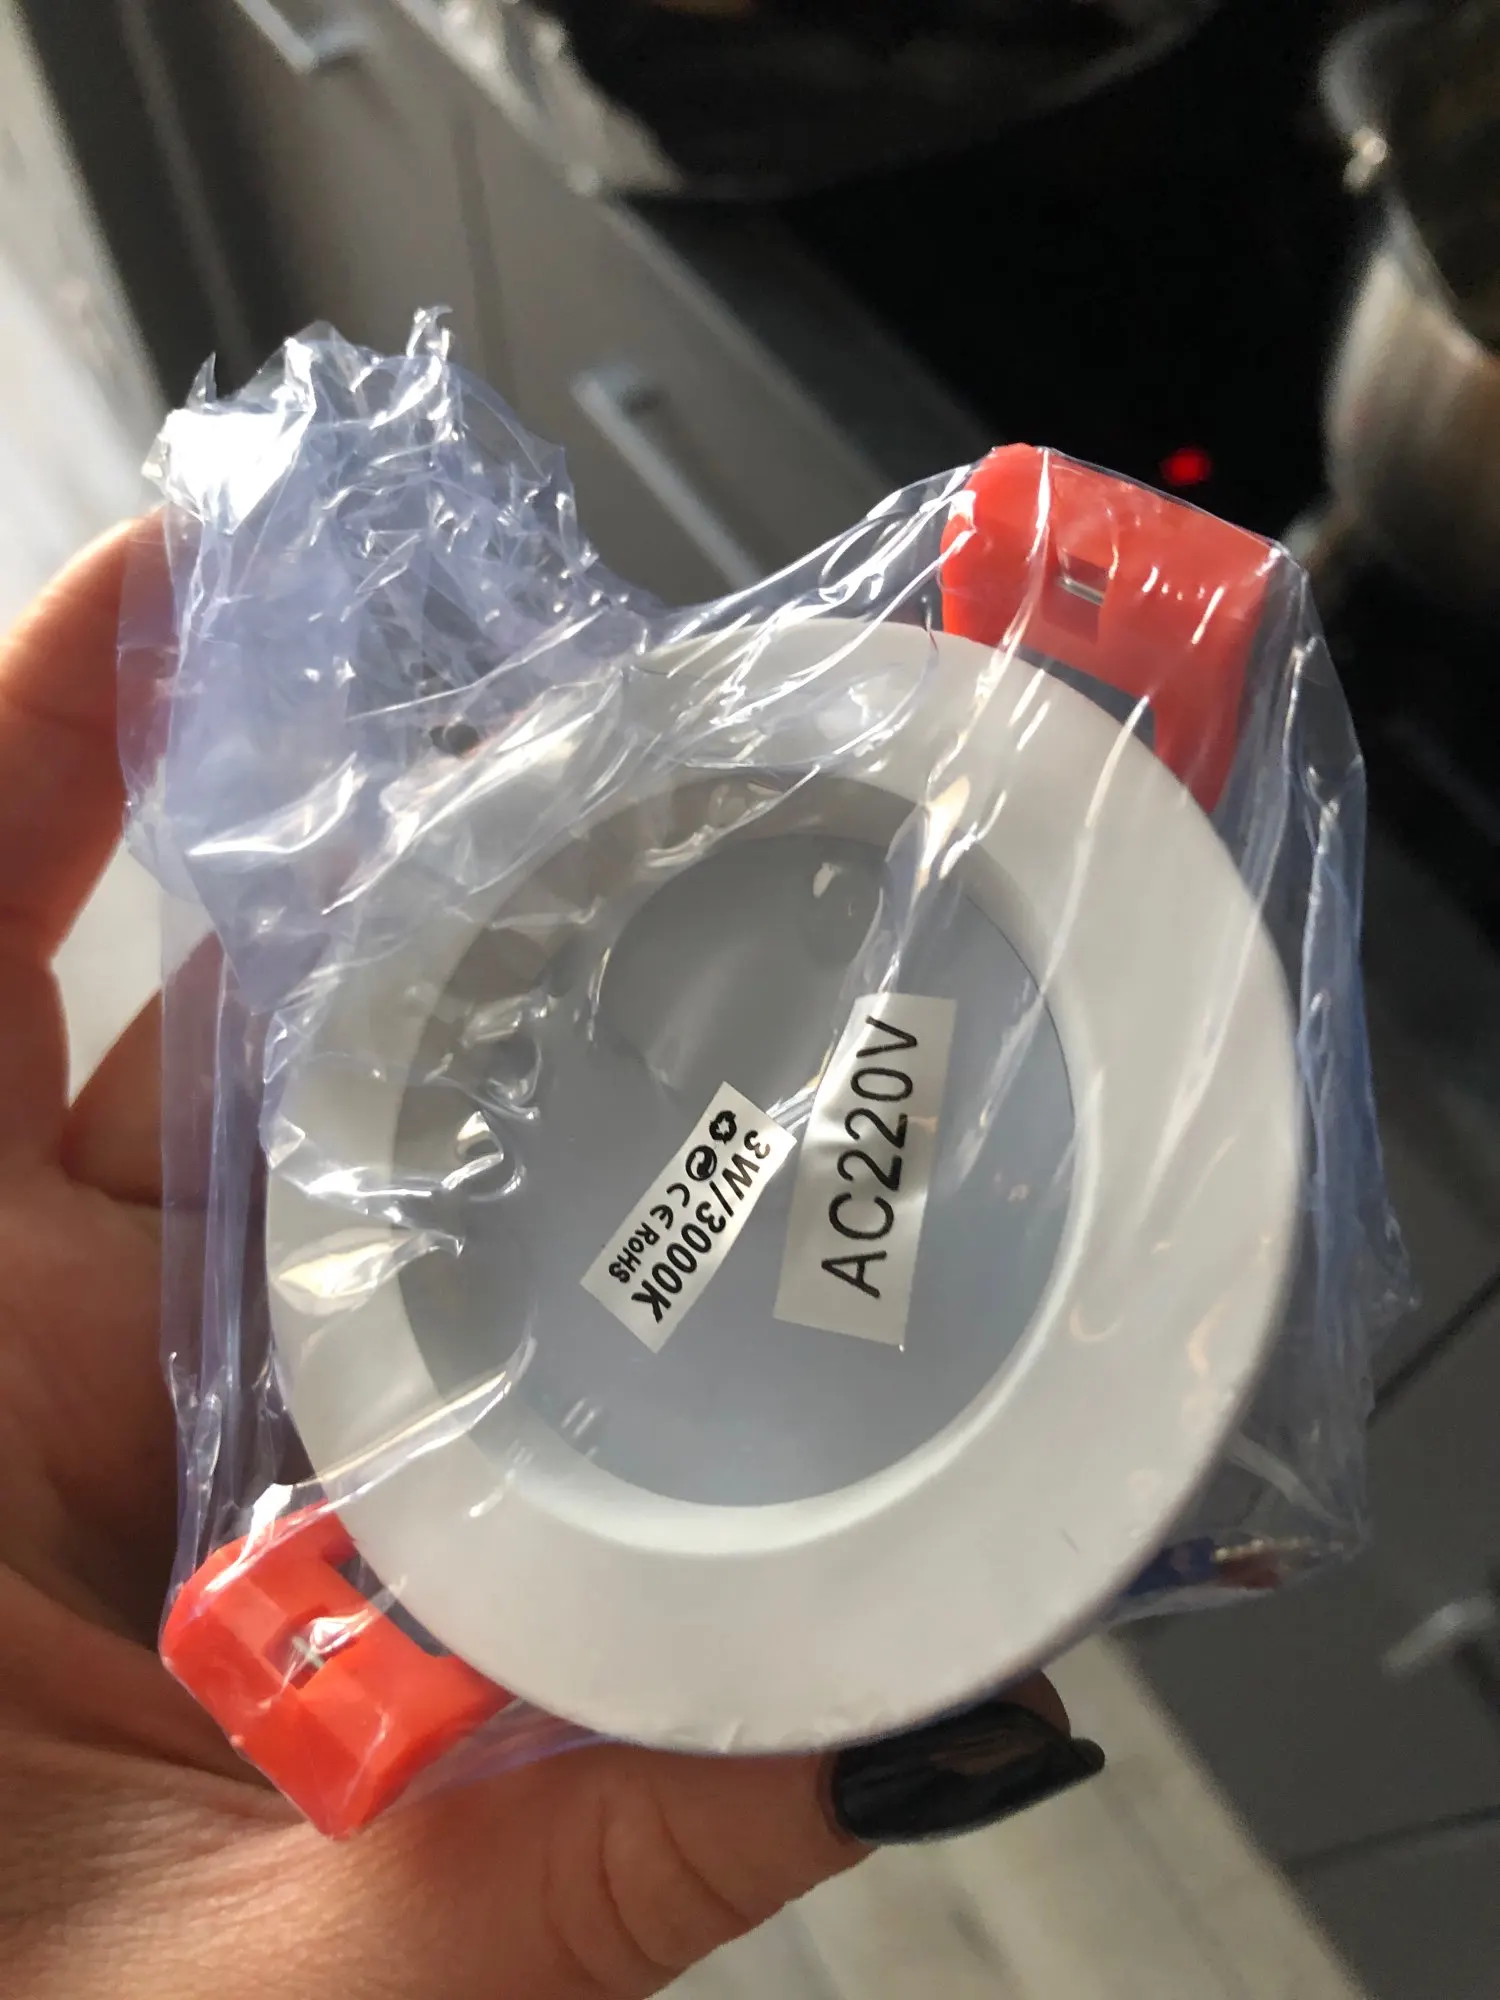 AC220V
3W/3000K
CE RoHS